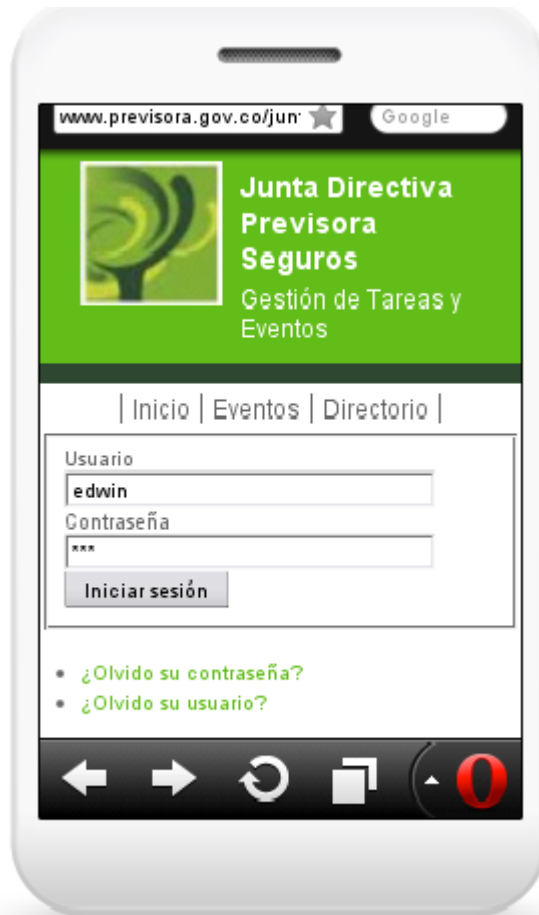 www.previsora.gov.co/jun
Google
Junta Directiva
Previsora
Seguros
Gestión de Tareas y
Eventos
| Inicio | Eventos | Directorio |
Usuario
edwin
Contraseña
***
Iniciar sesión
• ¿Olvido su contraseña?
• ¿Olvido su usuario?